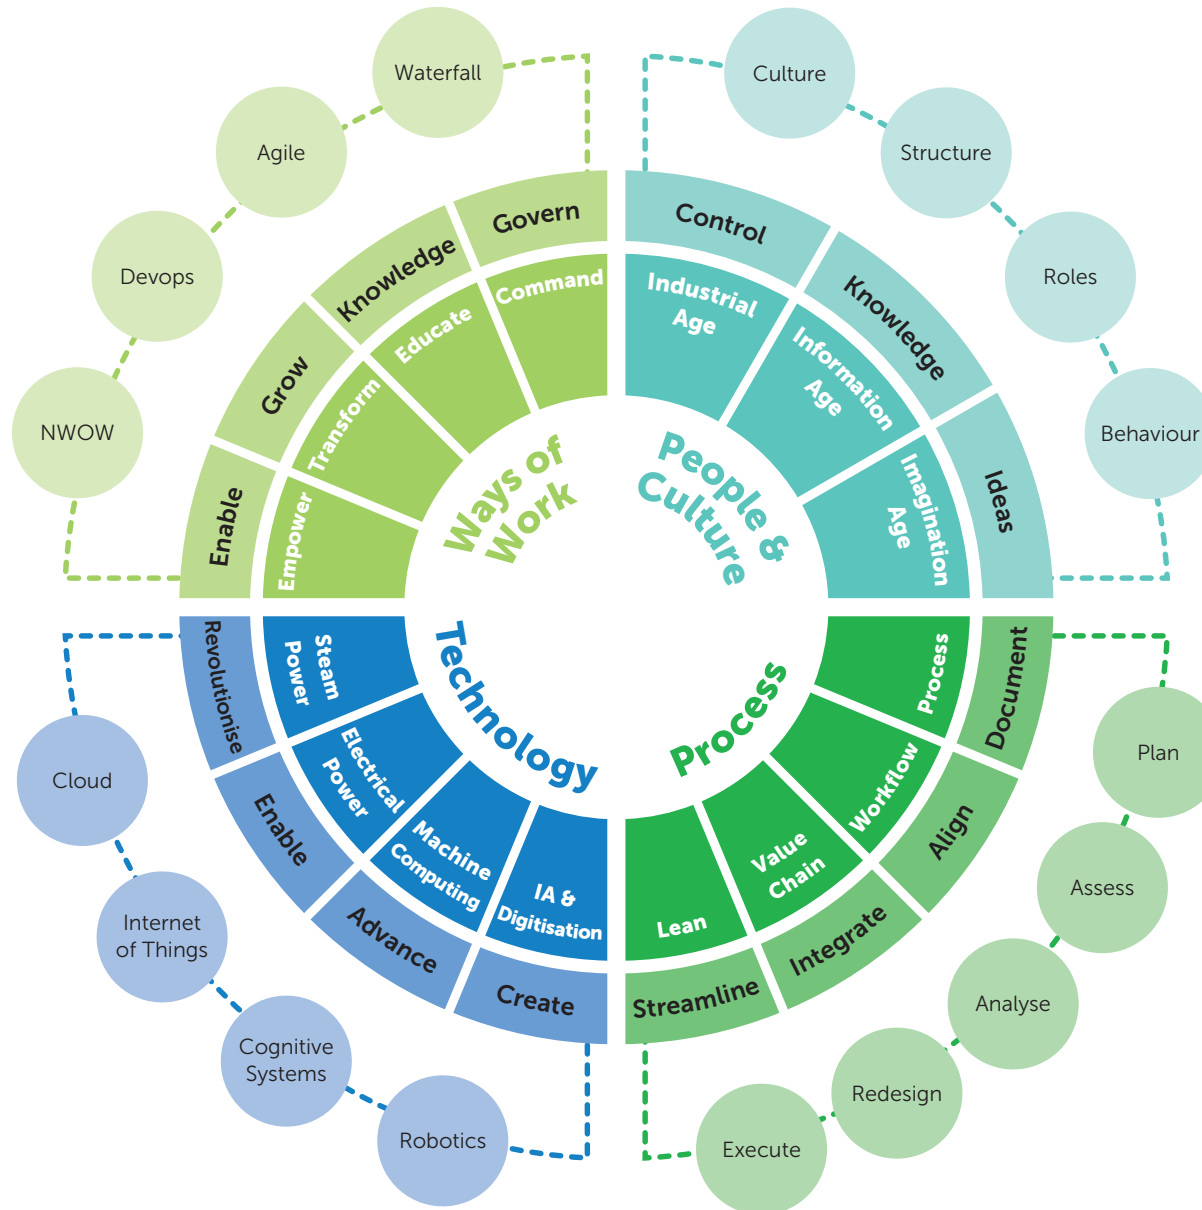 Waterfall
Agile
Devops
NWOW
Govern
Knowledge
Grow
Enable
Command
Educate
Transform
Empower
Ways of
Work
Culture
Structure
Roles
Behaviour
Control
Knowledge
Ideas
Industrial
Age
Information
Age
Imagination
Age
People &
Culture
Revolutionise
Enable
Advance
Create
Steam
Power
Electrical
Power
Machine
Computing
IA &
Digitisation
Technology
Cloud
Internet
of Things
Cognitive
Systems
Robotics
Process
Process
Workflow
Value
Chain
Lean
Document
Align
Integrate
Streamline
Plan
Assess
Analyse
Redesign
Execute